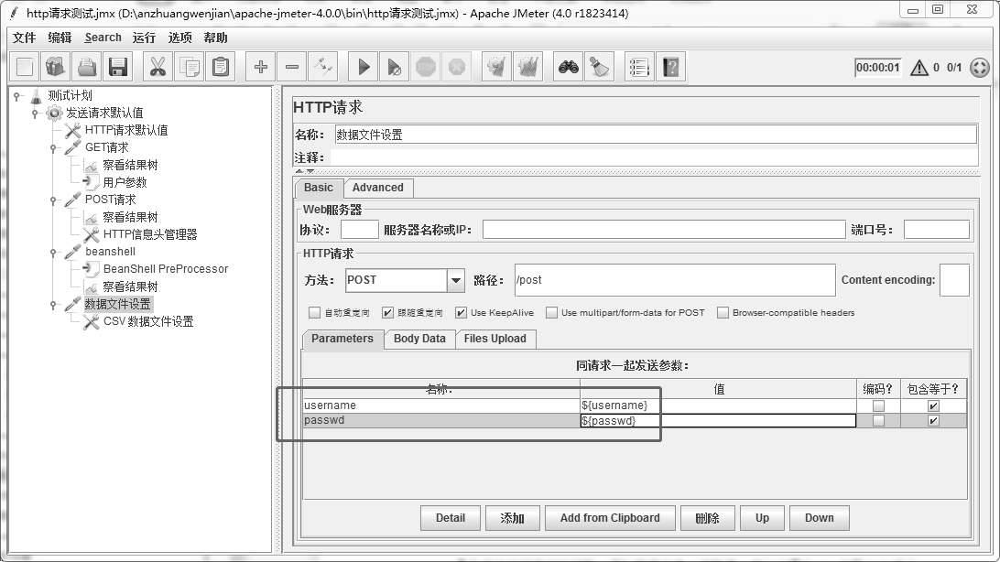 http请求测试.jmx (D:\anzhuangwenjian\apache-jmeter-4.0.0\bin\http请求测试.jmx) - Apache JMeter (4.0 r1823414)
文件 编辑 Search 运行 选项 帮助
STOP 00:00:01 0 0/1
测试计划
发送请求默认值
HTTP请求默认值
GET请求
察看结果树
用户参数
POST请求
察看结果树
HTTP信息头管理器
beanshell
BeanShell PreProcessor
察看结果树
数据文件设置
CSV 数据文件设置
HTTP请求
名称： 数据文件设置
注释：
Basic Advanced
Web服务器
协议： 服务器名称或IP： 端口号：
HTTP请求
方法： POST 路径： /post Content encoding:
自动重定向 跟随重定向 Use KeepAlive Use multipart/form-data for POST Browser-compatible headers
Parameters Body Data Files Upload
同请求一起发送参数：
名称： 值 编码？ 包含等于？
username ${username}
passwd ${passwd}
Detail 添加 Add from Clipboard 删除 Up Down